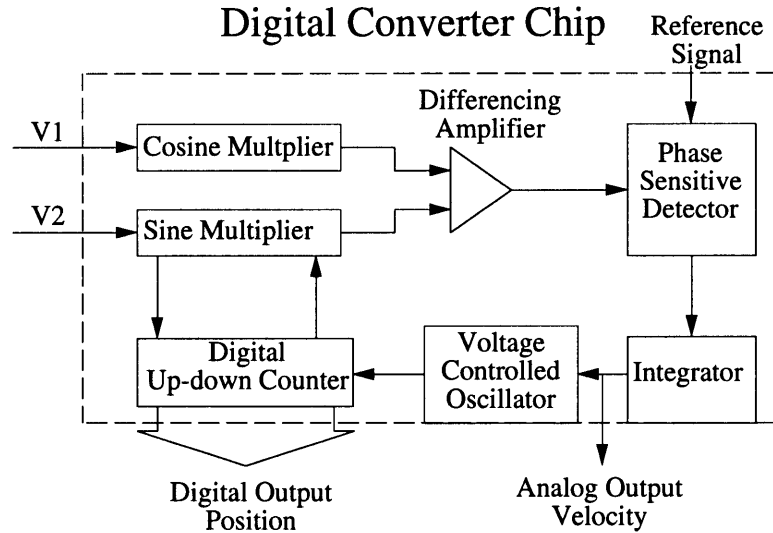 Digital Converter Chip
Reference
Signal
Differencing
Amplifier
V1
Cosine Multplier
Phase
Sensitive
Detector
V2
Sine Multiplier
Digital
Up-down Counter
Voltage
Controlled
Oscillator
Integrator
Digital Output
Position
Analog Output
Velocity